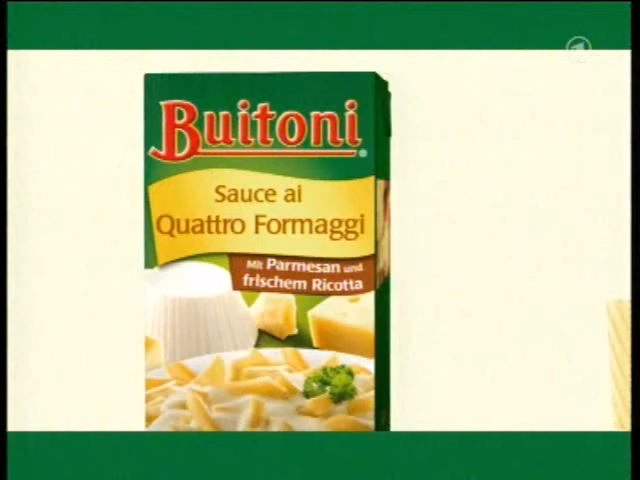 Buitoni®
Sauce ai
Quattro Formaggi
Mit Parmesan und
frischem Ricotta